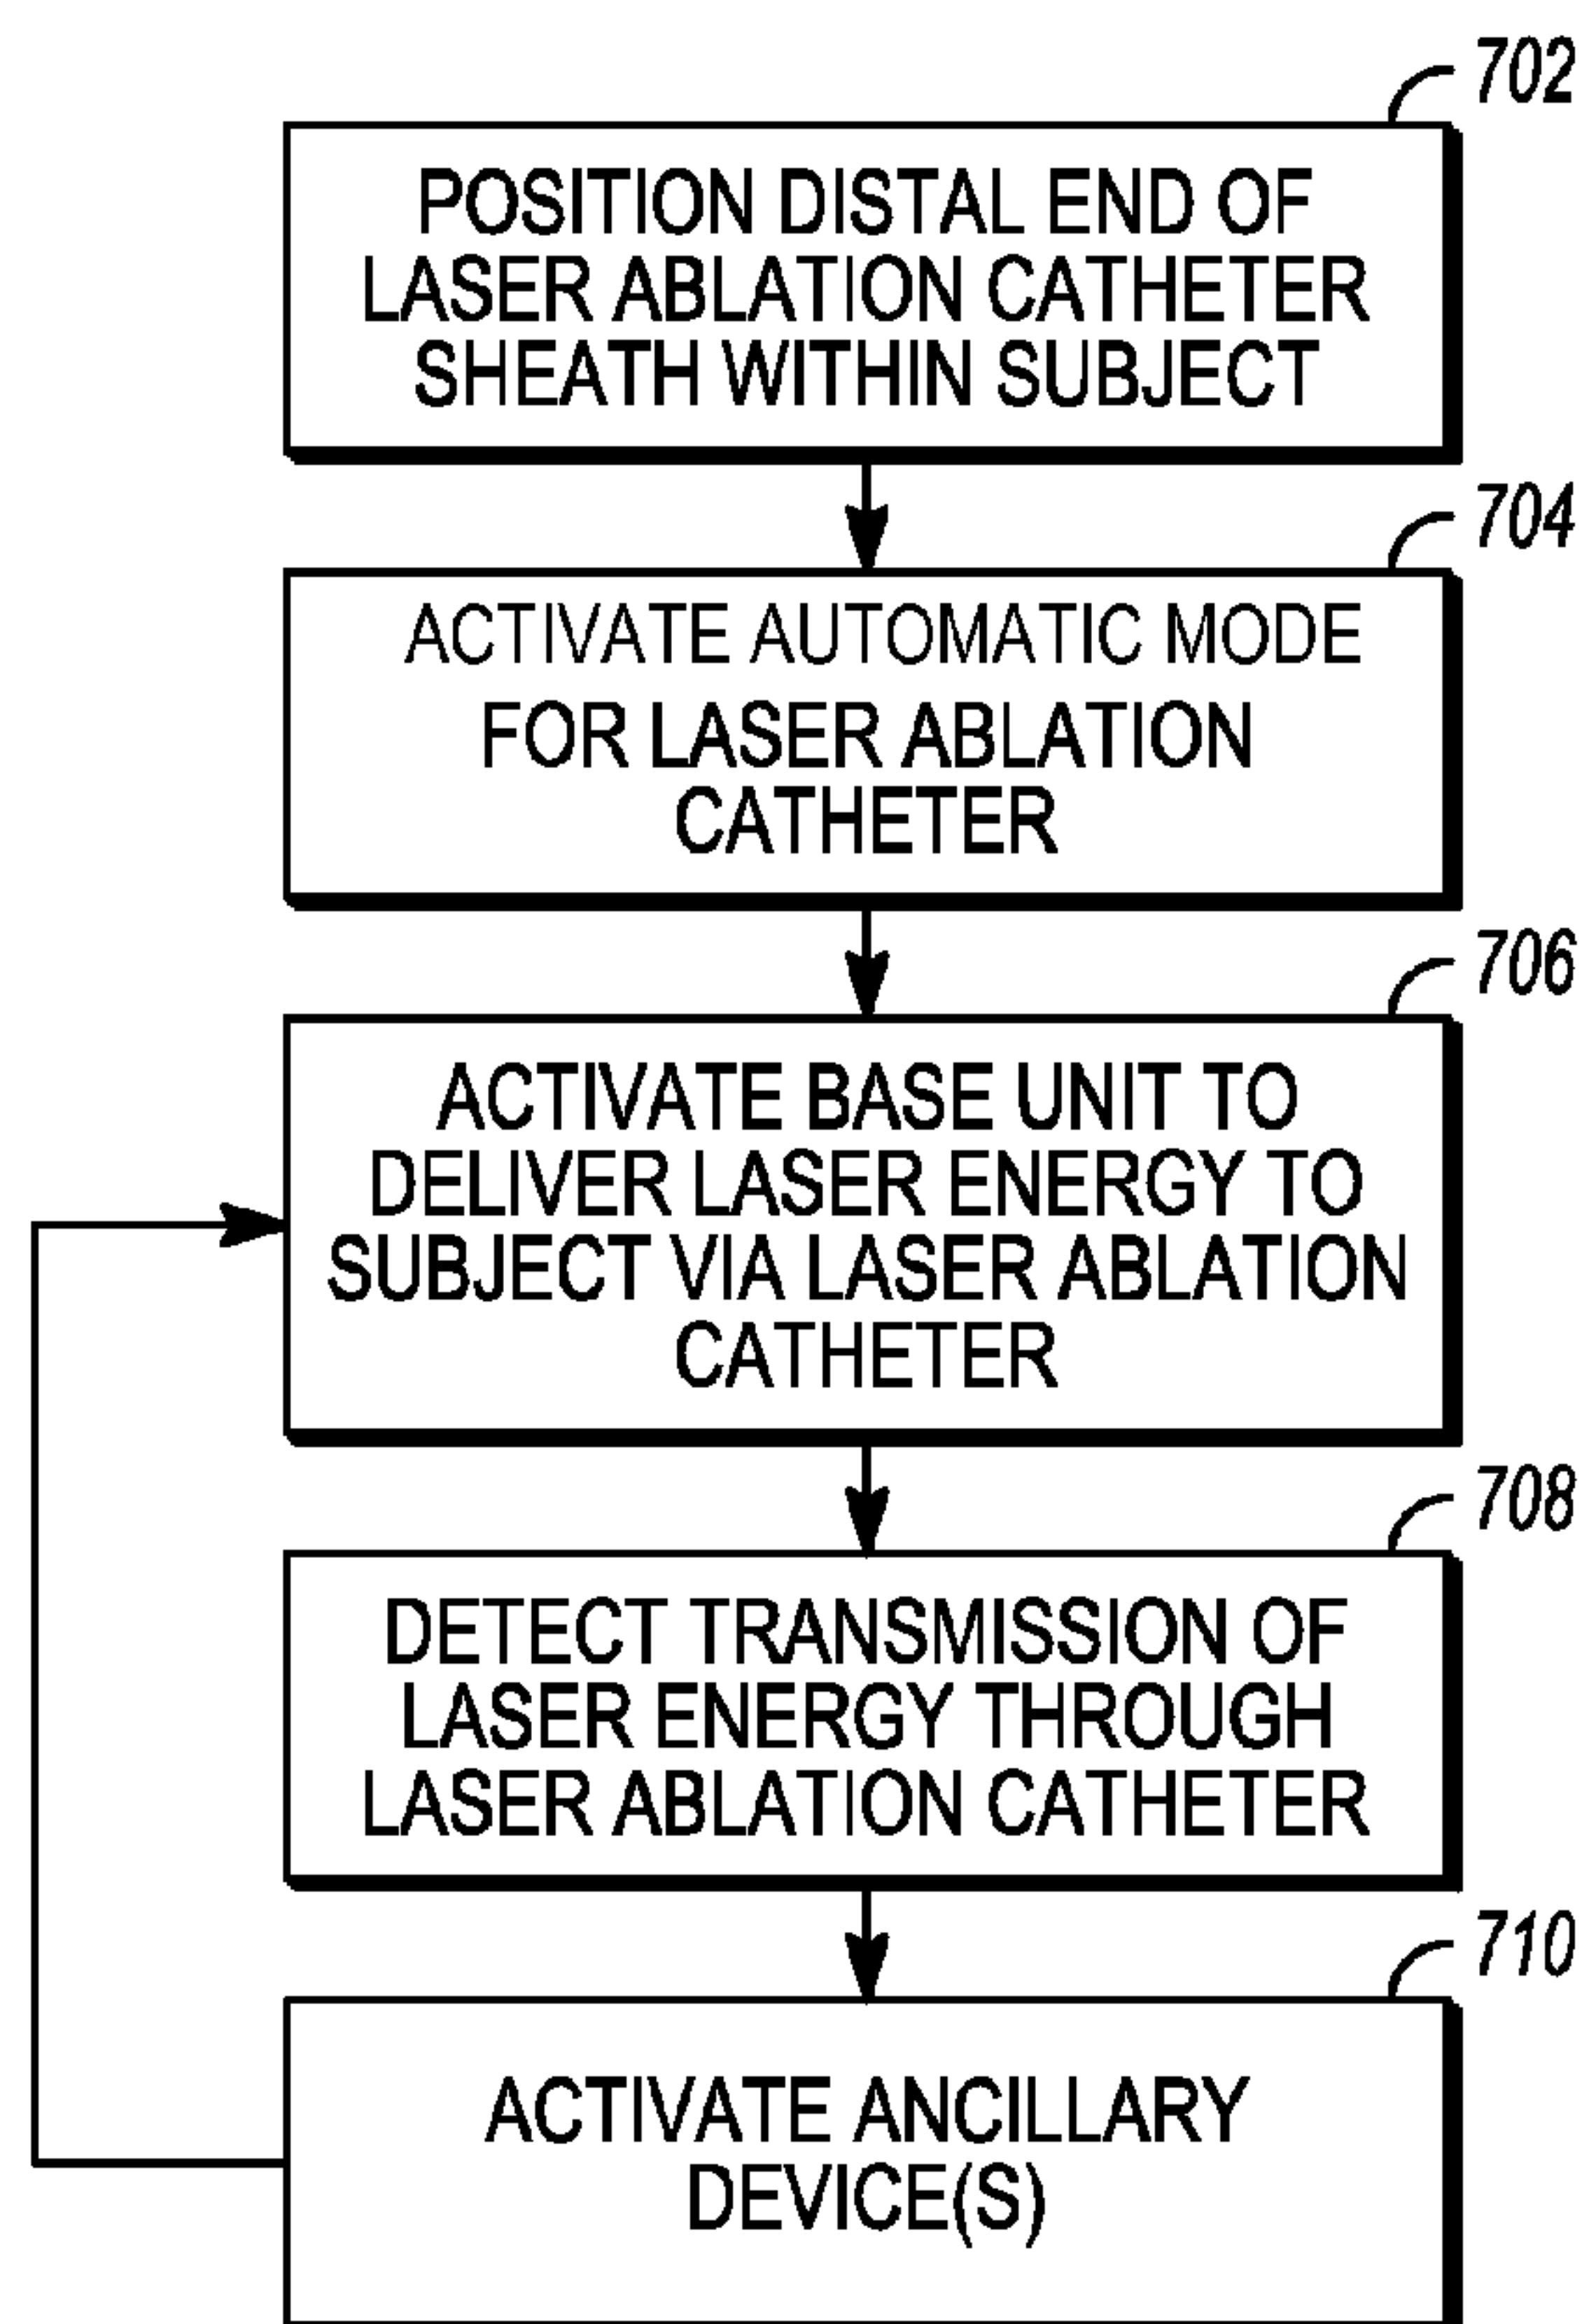 702
POSITION DISTAL END OF
LASER ABLATION CATHETER
SHEATH WITHIN SUBJECT
704
ACTIVATE AUTOMATIC MODE
FOR LASER ABLATION
CATHETER
706
ACTIVATE BASE UNIT TO
DELIVER LASER ENERGY TO
SUBJECT VIA LASER ABLATION
CATHETER
708
DETECT TRANSMISSION OF
LASER ENERGY THROUGH
LASER ABLATION CATHETER
710
ACTIVATE ANCILLARY
DEVICE(S)